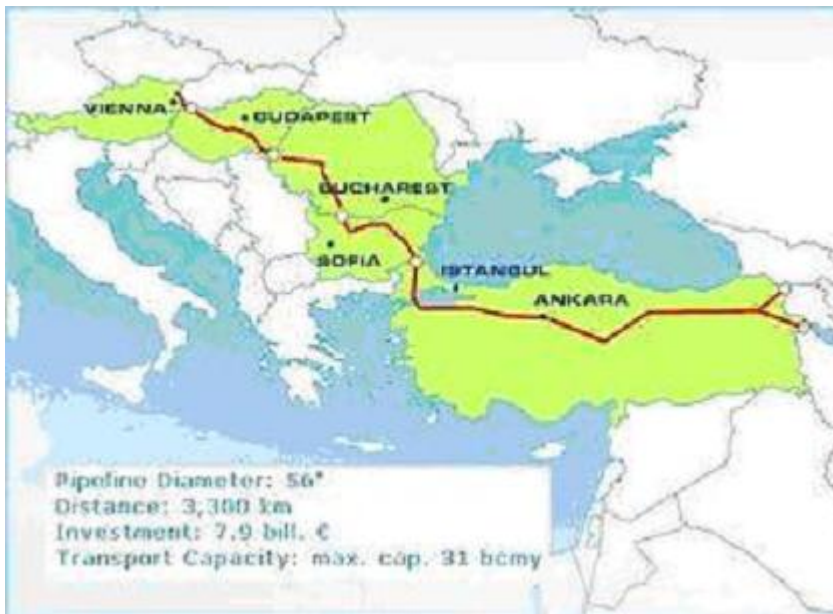 VIENNA
BUDAPEST
BUCHAREST
SOFIA
ISTANBUL
ANKARA
Pipeline Diameter: 56"
Distance: 3,300 km
Investment: 7.9 bill. €
Transport Capacity: max. cap. 31 bcmy